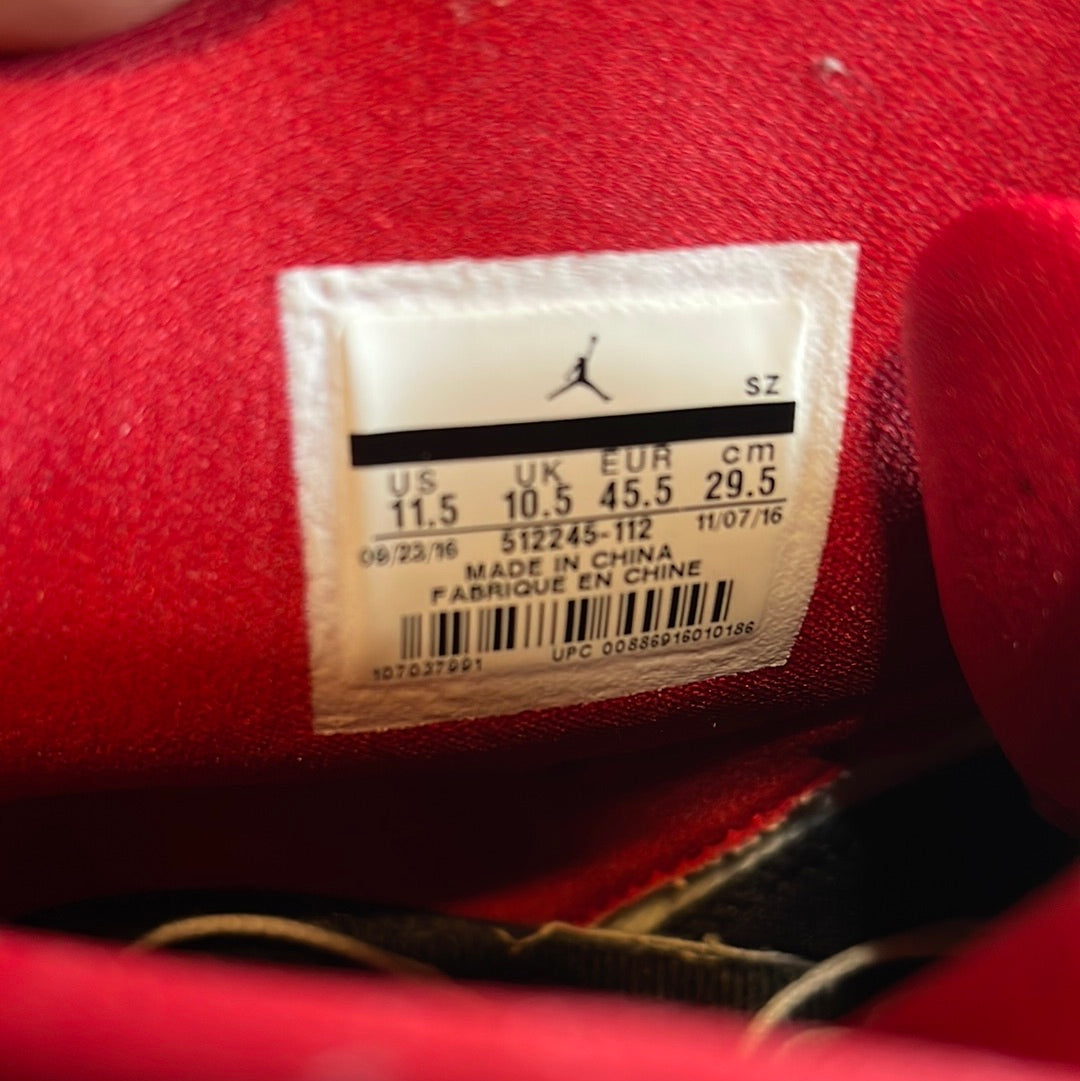 SZ
US UK EUR cm
11.5 10.5 45.5 29.5
09/23/16 512245-112 11/07/16
MADE IN CHINA
FABRIQUE EN CHINE
107037991 UPC 00886916010186